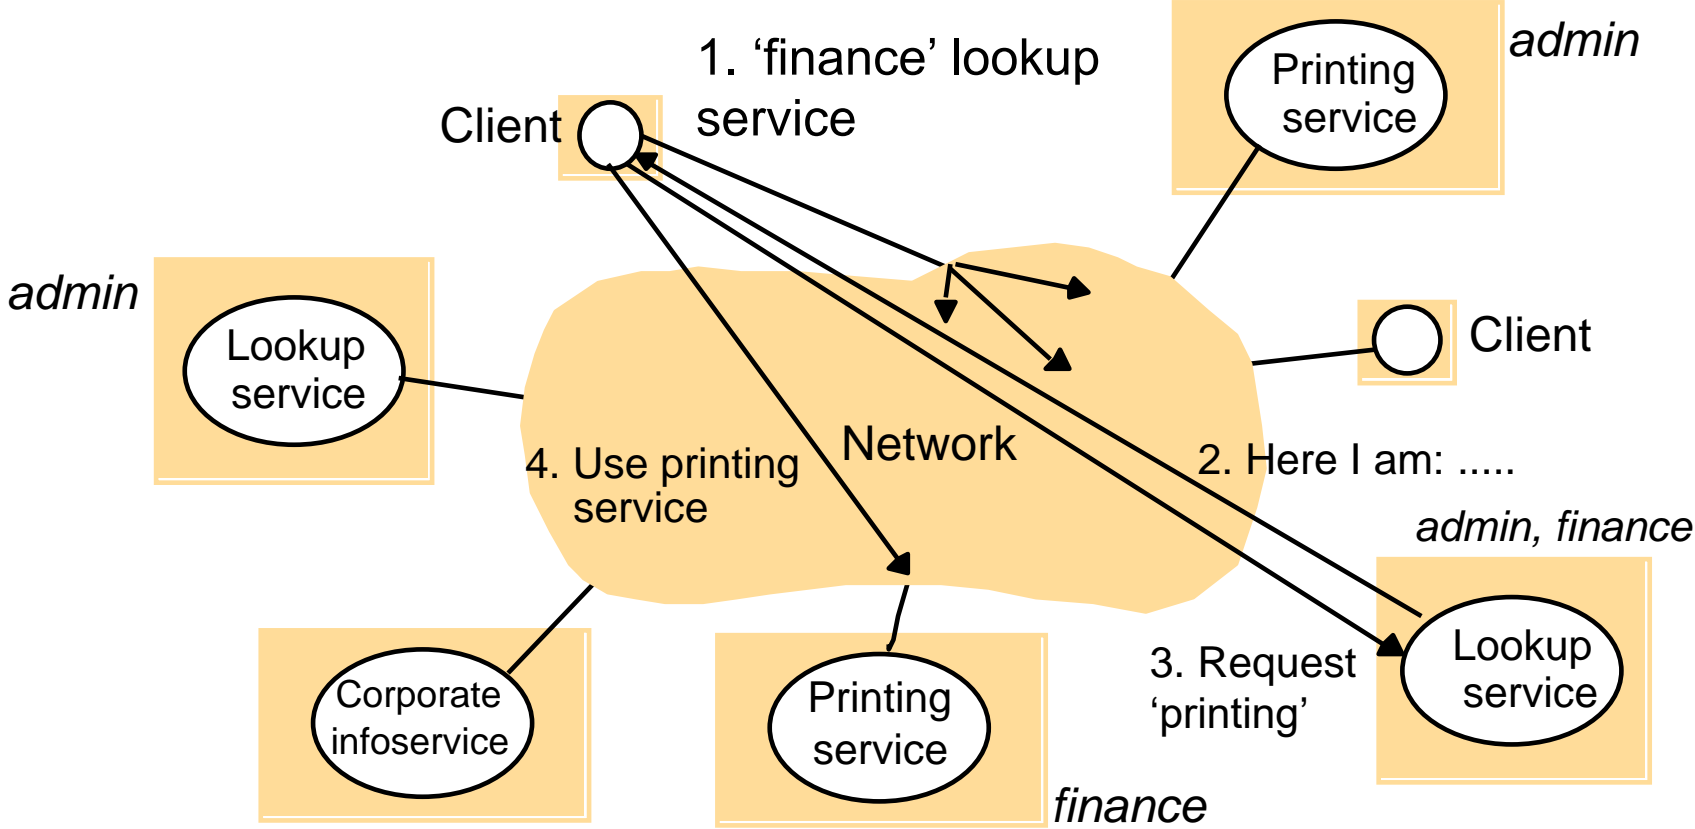 1. ‘finance’ lookup
service
admin
Printing
service
Client
admin
Lookup
service
Client
Network
4. Use printing
service
2. Here I am: .....
admin, finance
Lookup
service
3. Request
‘printing’
Corporate
infoservice
Printing
service
finance